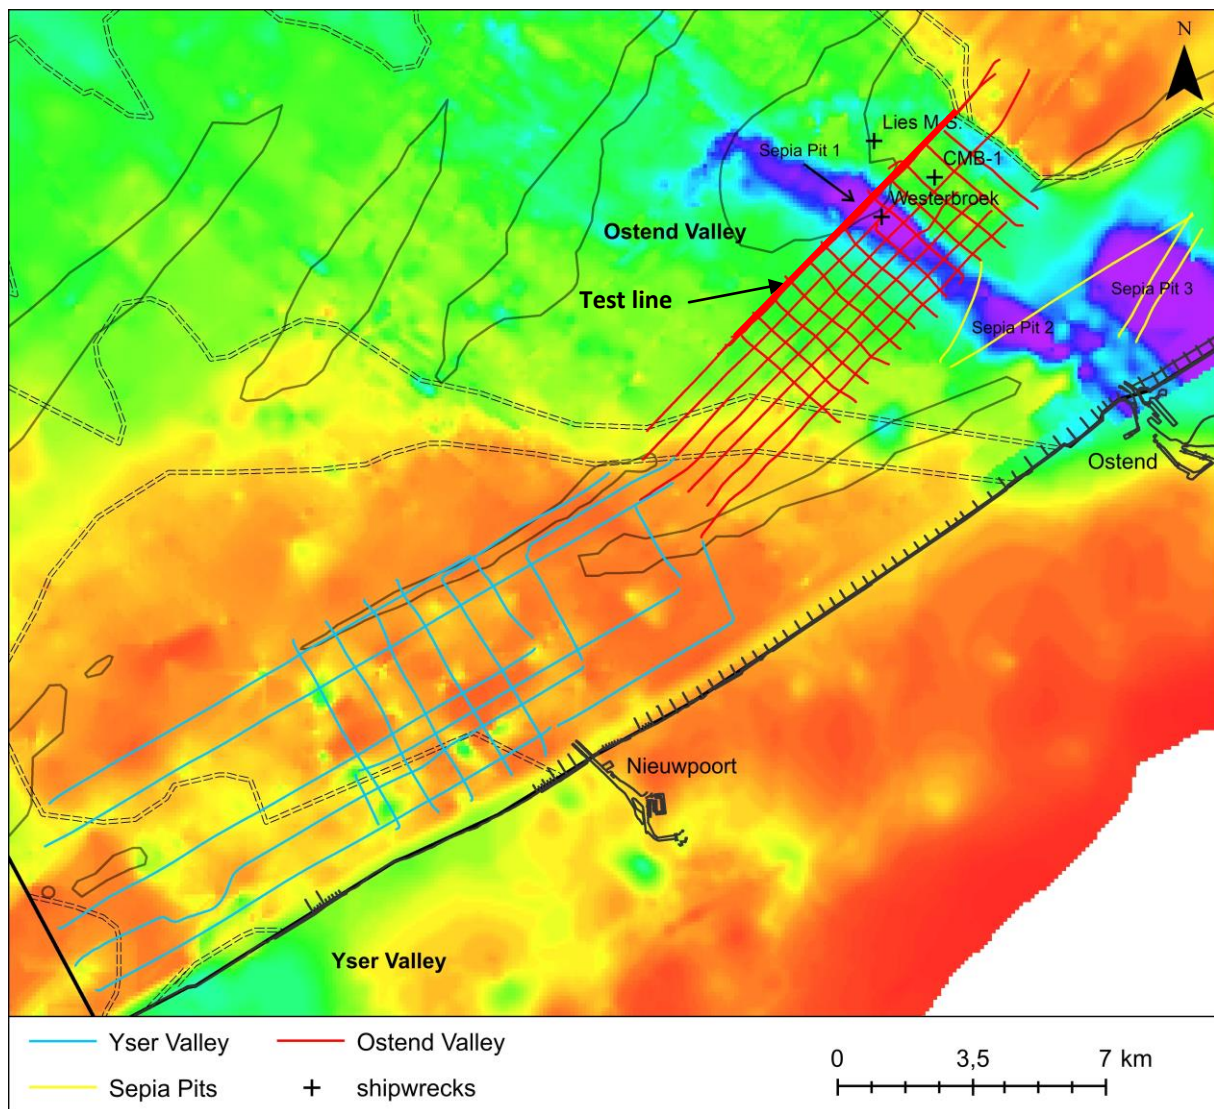 N
Lies M.S.
Sepia Pit 1
CMB-1
Westerbroek
Ostend Valley
Sepia Pit 3
Test line
Sepia Pit 2
Ostend
Nieuwpoort
Yser Valley
Yser Valley
Ostend Valley
0
3,5
7 km
Sepia Pits
shipwrecks